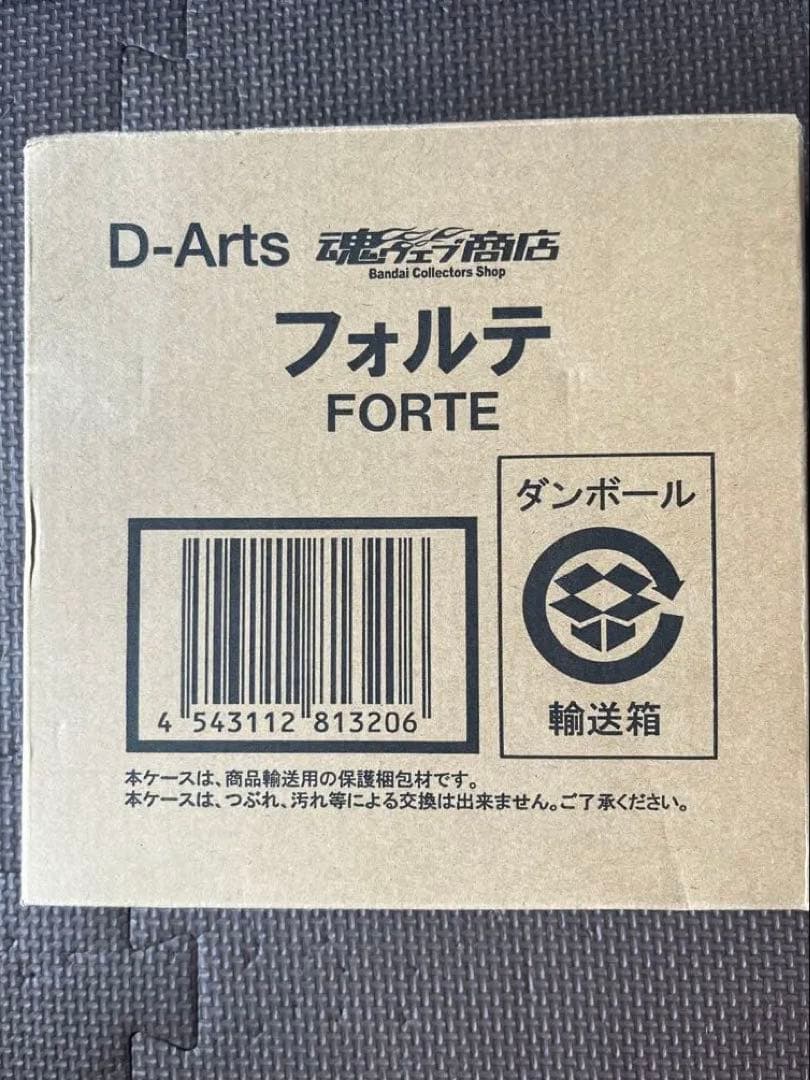 D-Arts 魂ウェブ商店
Bandai Collectors Shop
フォルテ
FORTE
ダンボール
輸送箱
4 543112 813206
本ケースは、商品輸送用の保護梱包材です。
本ケースは、つぶれ、汚れ等による交換は出来ません。ご了承ください。